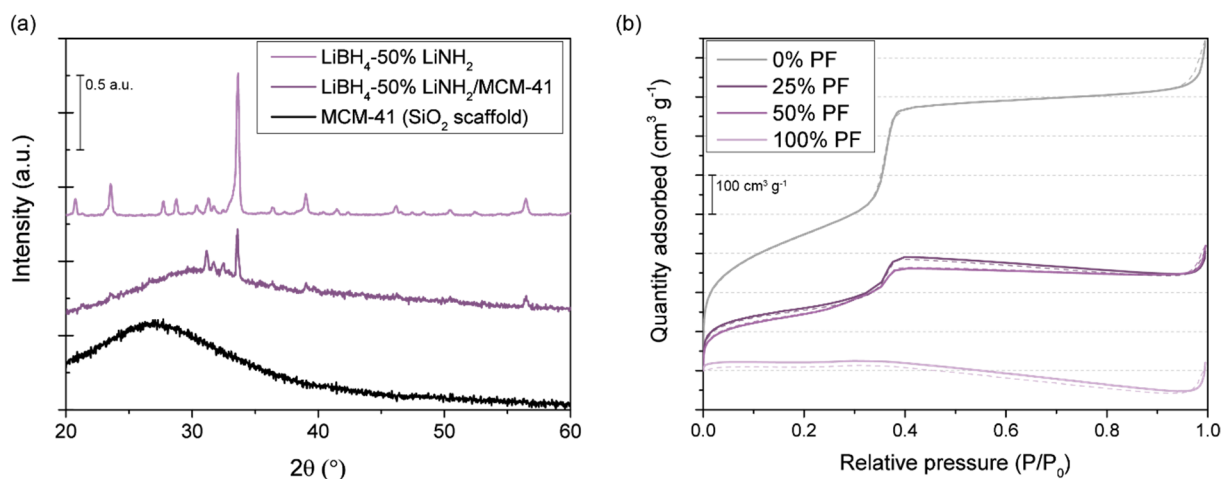 (a)
LiBH₄-50% LiNH₂
LiBH₄-50% LiNH₂/MCM-41
MCM-41 (SiO₂ scaffold)
0.5 a.u.
Intensity (a.u.)
20 30 40 50 60
2θ (°)
(b)
0% PF
25% PF
50% PF
100% PF
100 cm³ g⁻¹
Quantity adsorbed (cm³ g⁻¹)
0.0 0.2 0.4 0.6 0.8 1.0
Relative pressure (P/P₀)